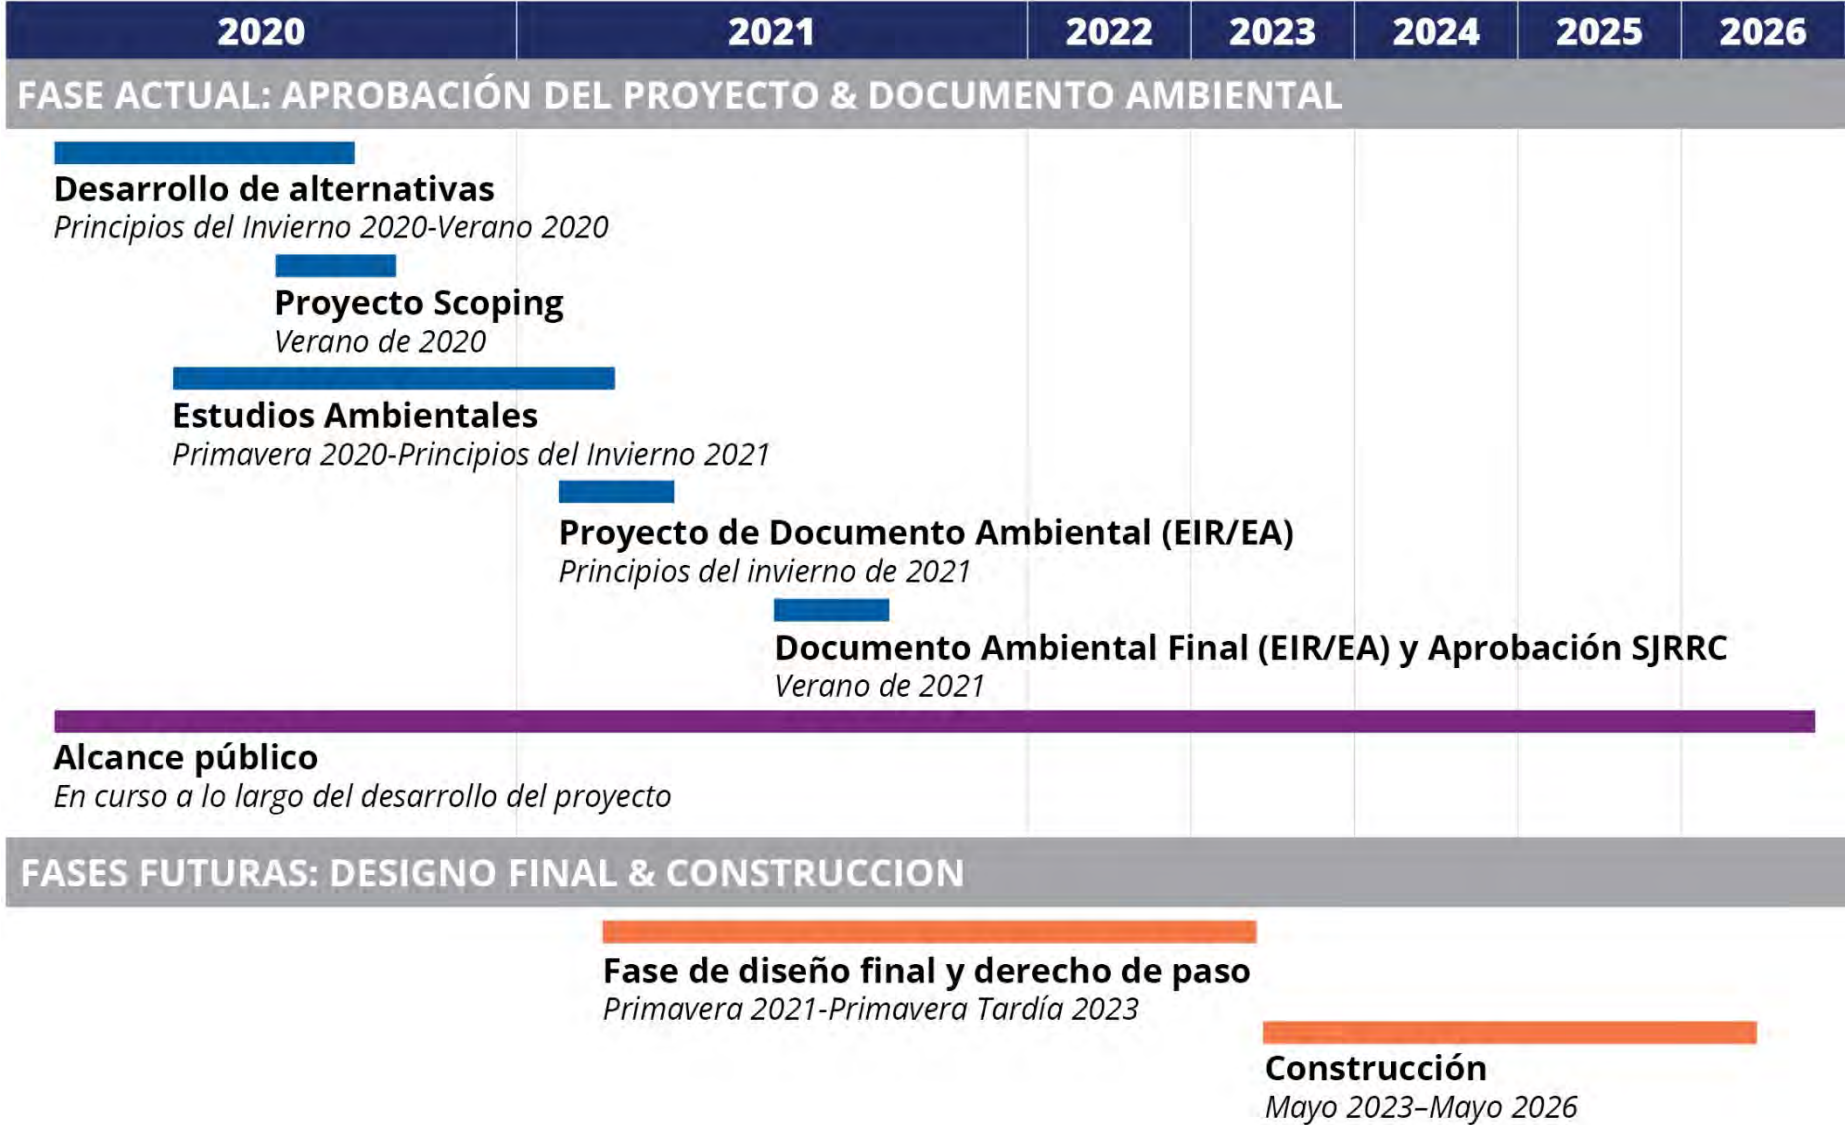 2020 2021 2022 2023 2024 2025 2026
FASE ACTUAL: APROBACIÓN DEL PROYECTO & DOCUMENTO AMBIENTAL
Desarrollo de alternativas
Principios del Invierno 2020-Verano 2020
Proyecto Scoping
Verano de 2020
Estudios Ambientales
Primavera 2020-Principios del Invierno 2021
Proyecto de Documento Ambiental (EIR/EA)
Principios del invierno de 2021
Documento Ambiental Final (EIR/EA) y Aprobación SJRRC
Verano de 2021
Alcance público
En curso a lo largo del desarrollo del proyecto
FASES FUTURAS: DESIGNO FINAL & CONSTRUCCION
Fase de diseño final y derecho de paso
Primavera 2021-Primavera Tardía 2023
Construcción
Mayo 2023–Mayo 2026